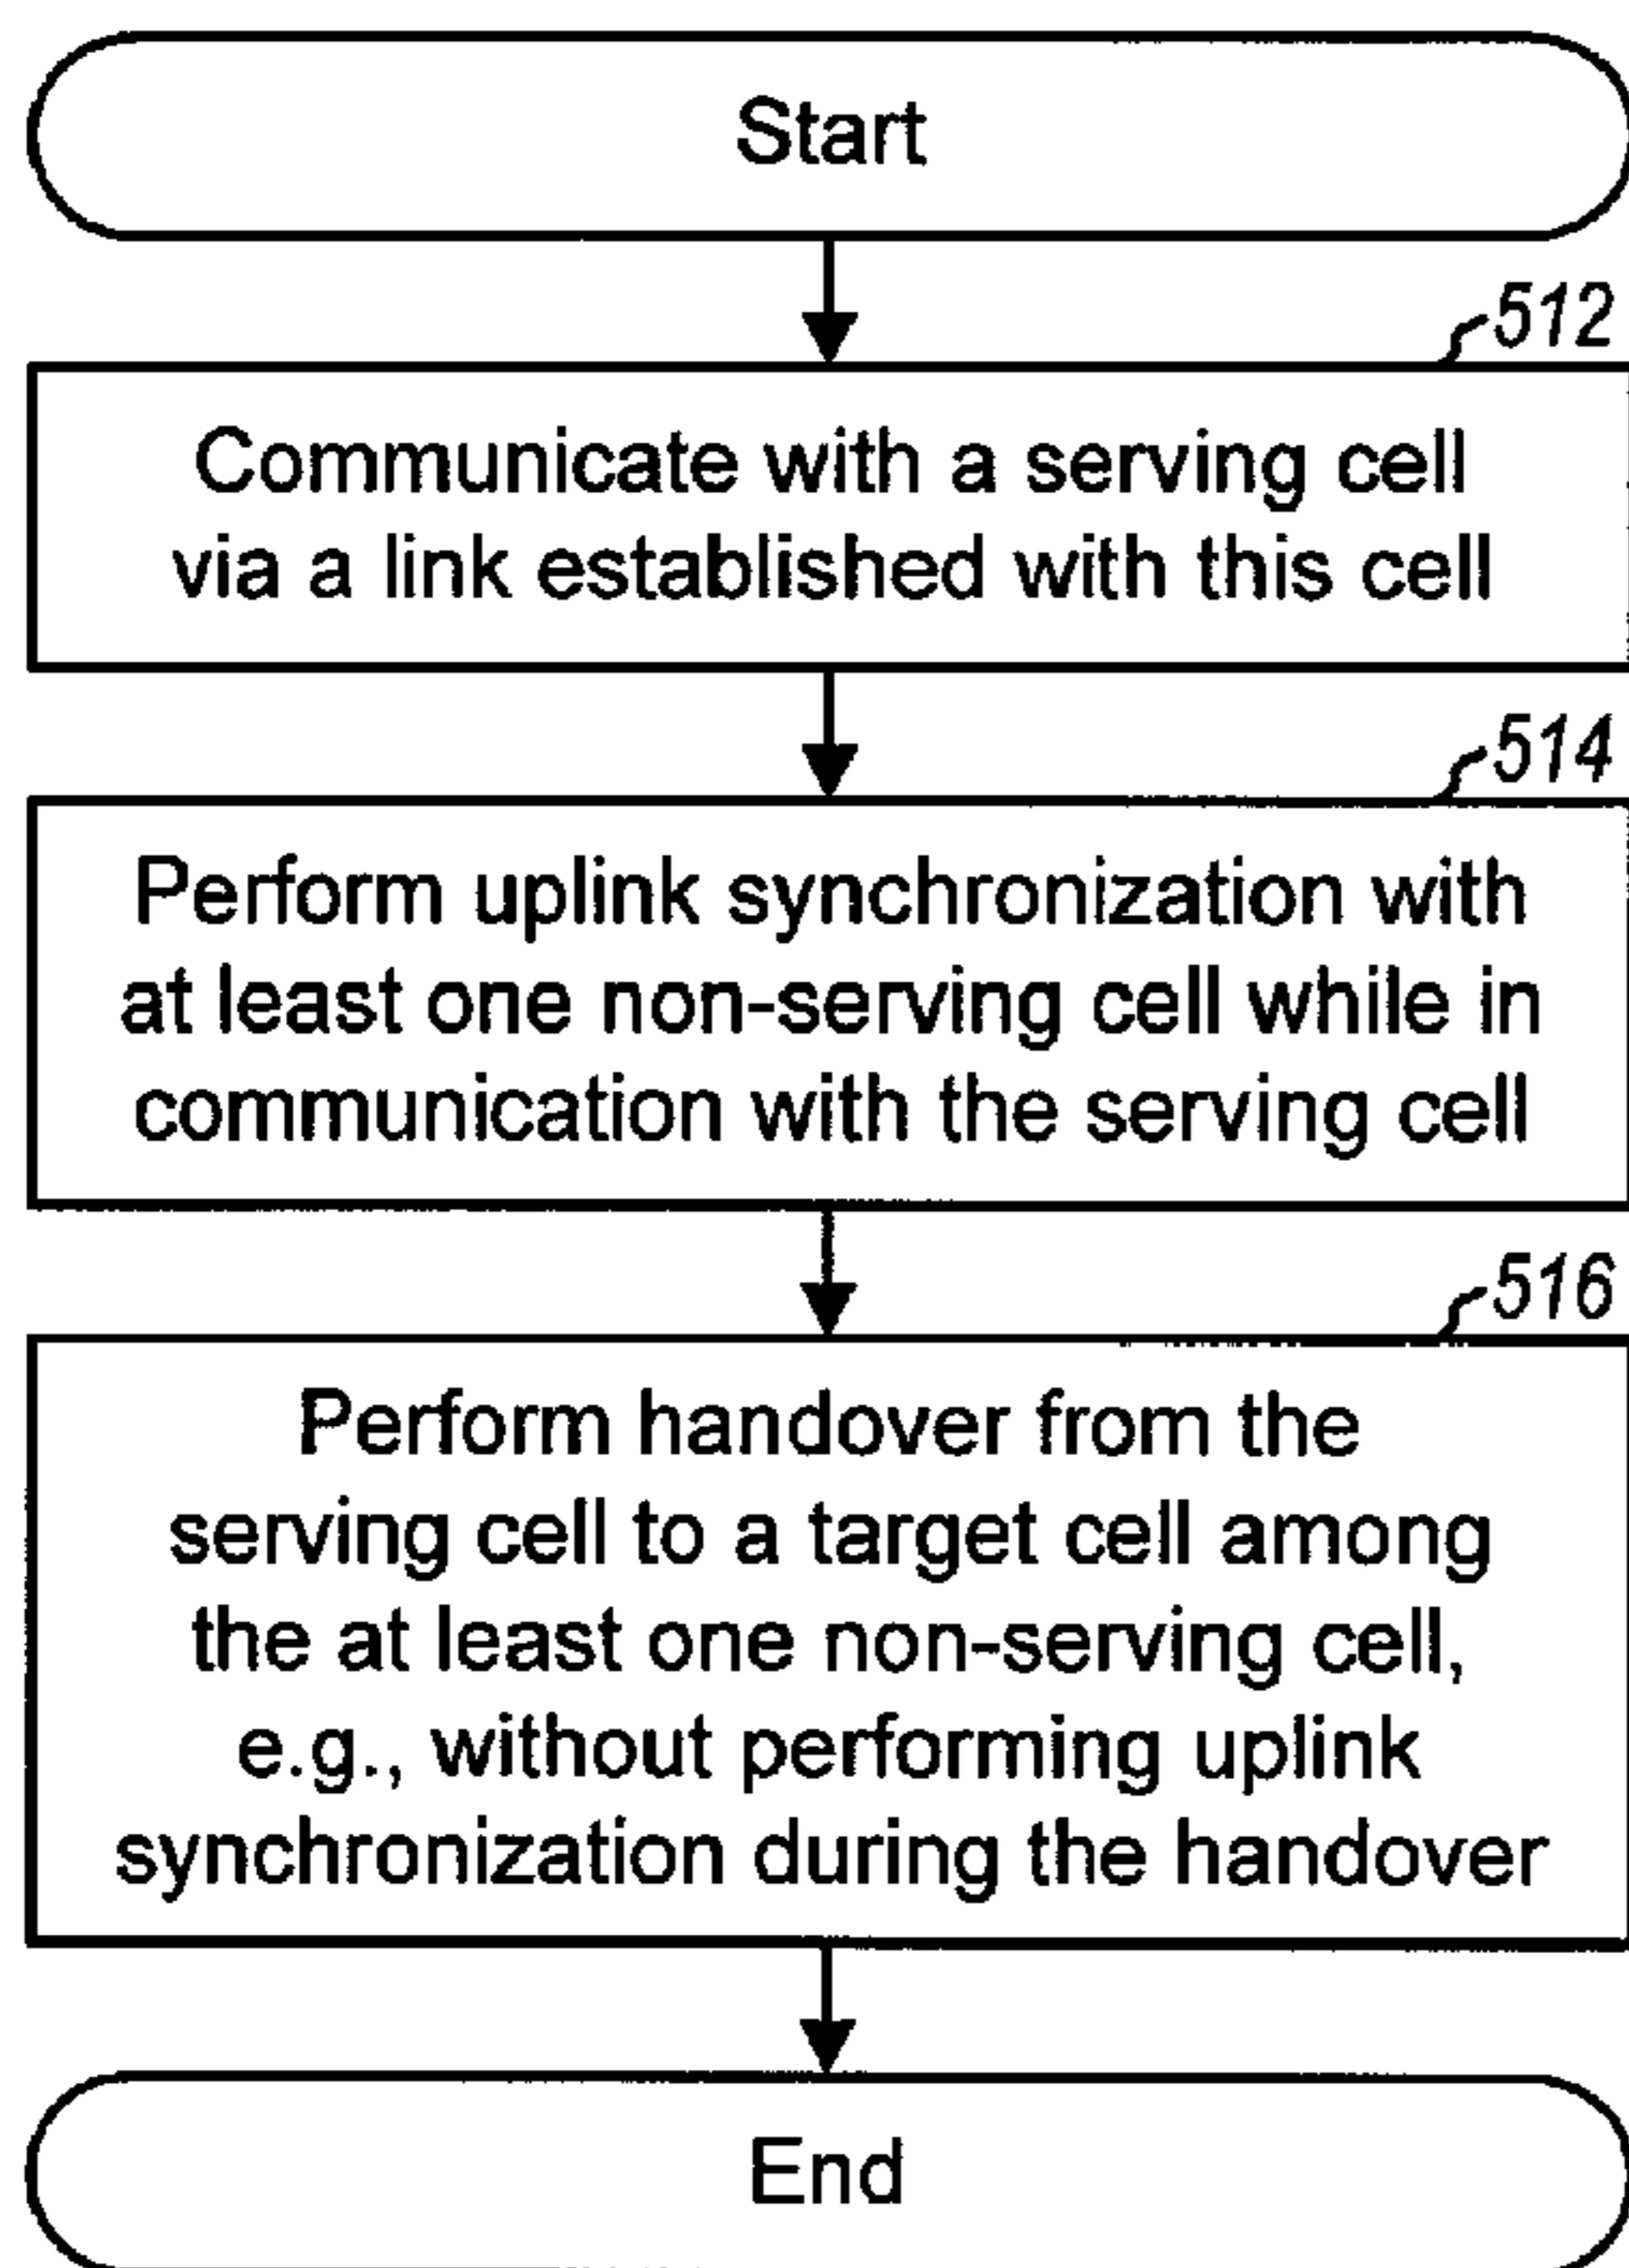 Start
512
Communicate with a serving cell
via a link established with this cell
514
Perform uplink synchronization with
at least one non-serving cell while in
communication with the serving cell
516
Perform handover from the
serving cell to a target cell among
the at least one non-serving cell,
e.g., without performing uplink
synchronization during the handover
End